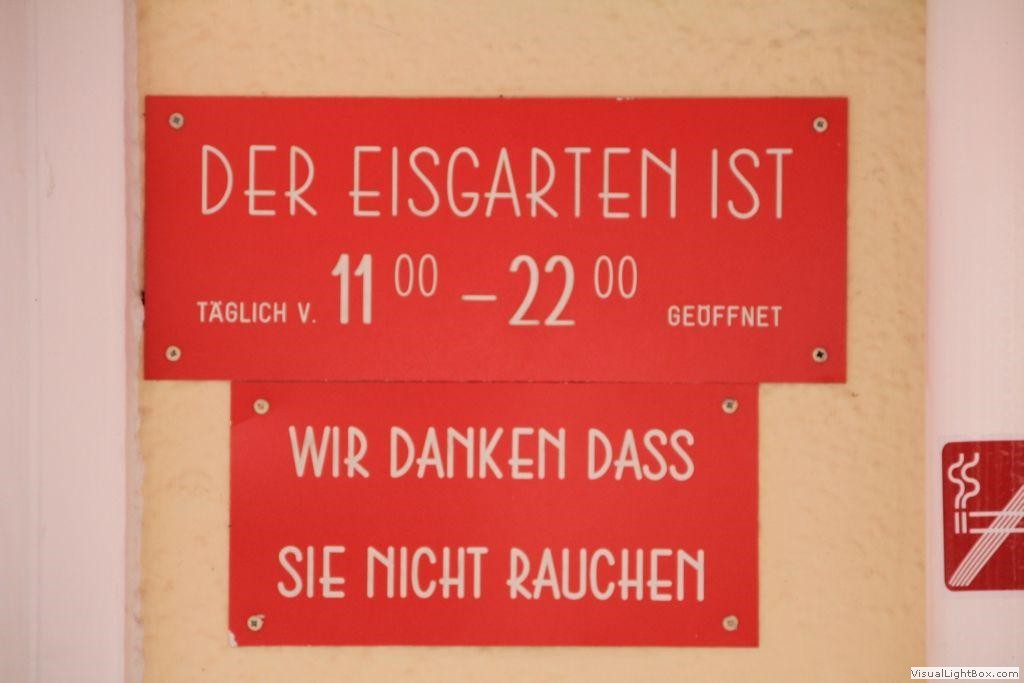 DER EISGARTEN IST
TÄGLICH V. 11 00 – 22 00 GEÖFFNET
WIR DANKEN DASS
SIE NICHT RAUCHEN
VisualLightBox.com